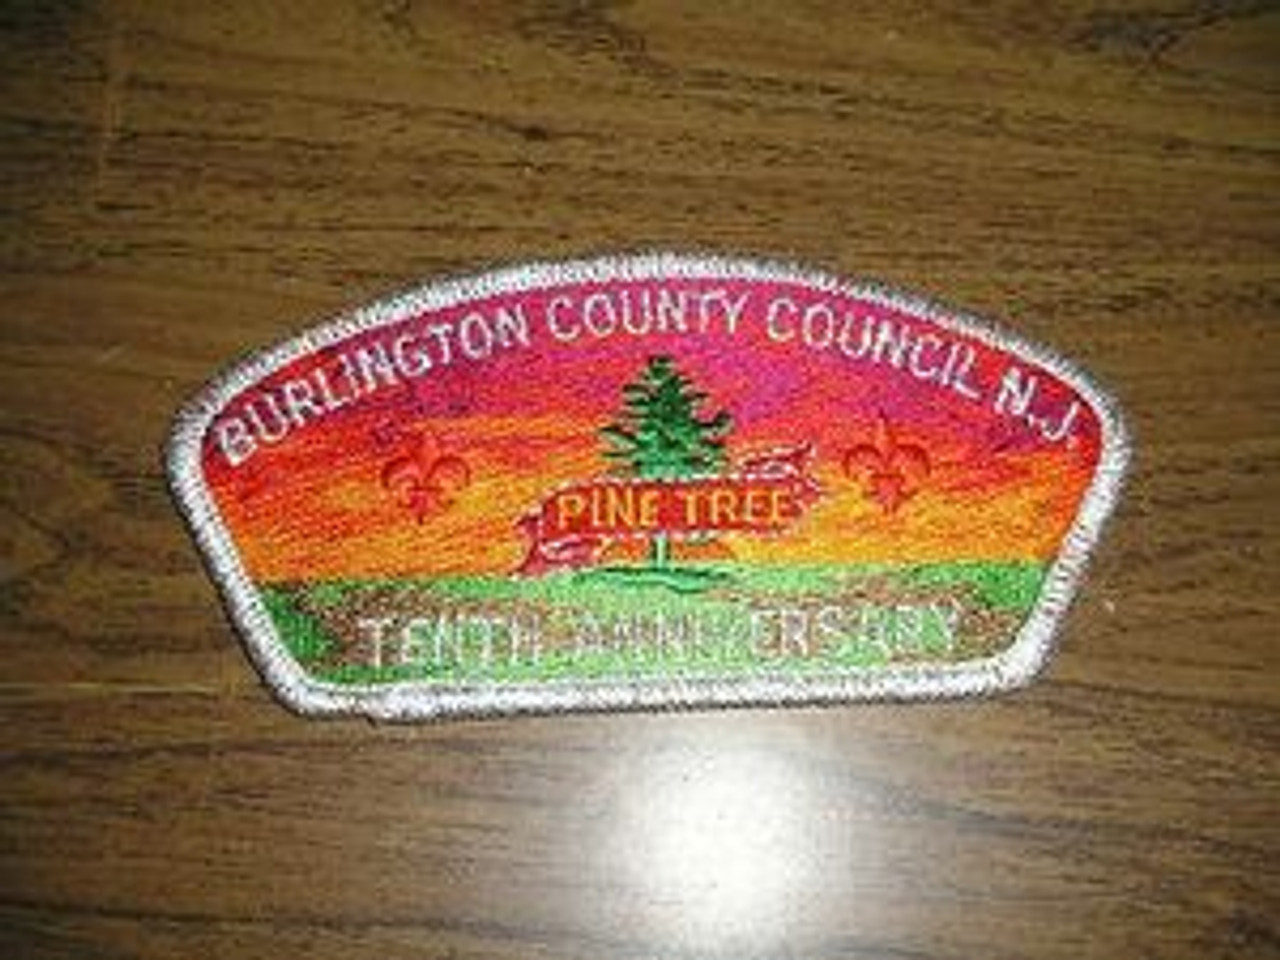 BURLINGTON COUNTY COUNCIL N.J.
PINE TREE
TENTH ANNIVERSARY